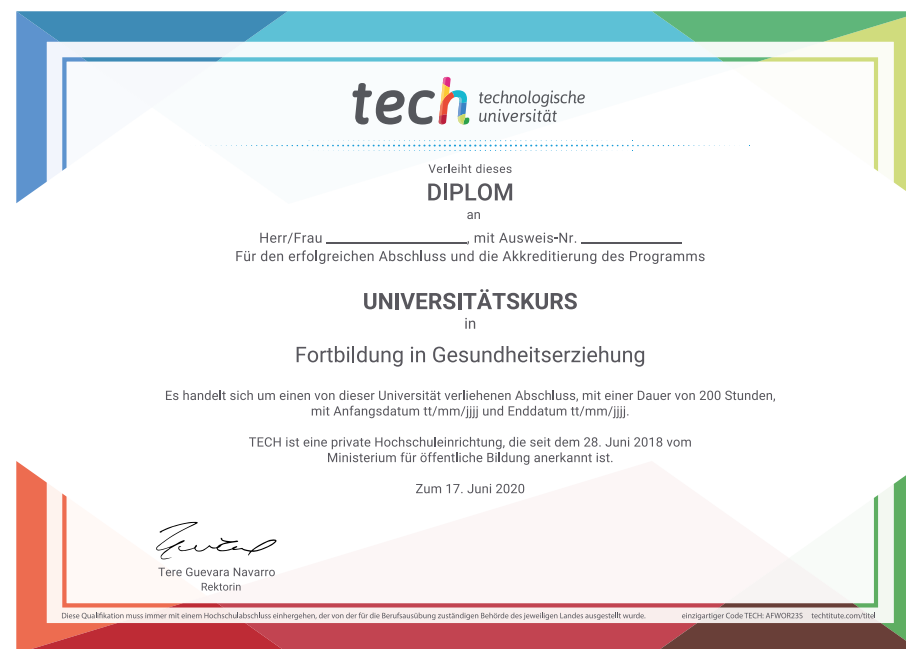 tech technologische
universität
Verleiht dieses
DIPLOM
an
Herr/Frau ____________________, mit Ausweis-Nr. ______________
Für den erfolgreichen Abschluss und die Akkreditierung des Programms
UNIVERSITÄTSKURS
in
Fortbildung in Gesundheitserziehung
Es handelt sich um einen von dieser Universität verliehenen Abschluss, mit einer Dauer von 200 Stunden,
mit Anfangsdatum tt/mm/jjjj und Enddatum tt/mm/jjjj.
TECH ist eine private Hochschuleinrichtung, die seit dem 28. Juni 2018 vom
Ministerium für öffentliche Bildung anerkannt ist.
Zum 17. Juni 2020
Tere Guevara Navarro
Rektorin
Diese Qualifikation muss immer mit einem Hochschulabschluss einhergehen, der von der für die Berufsausübung zuständigen Behörde des jeweiligen Landes ausgestellt wurde. einzigartiger Code TECH: AFWOR23S techtitute.com/titel